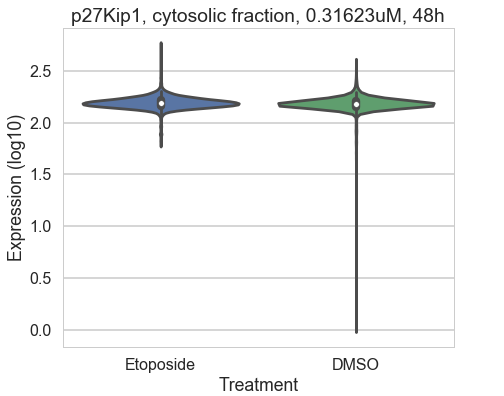 p27Kip1, cytosolic fraction, 0.31623uM, 48h
Expression (log10)
2.5
2.0
1.5
1.0
0.5
0.0
Etoposide DMSO
Treatment